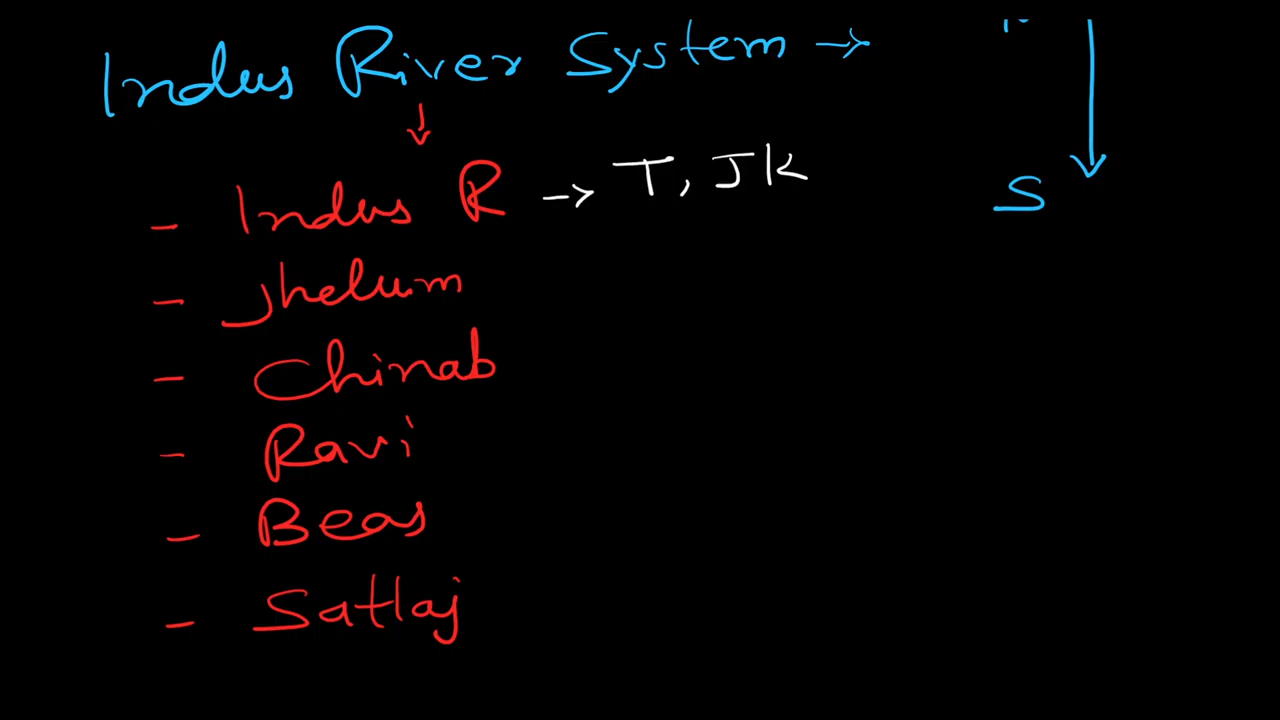 Indus River System →
↓
- Indus R → T, JK
S
- Jhelum
- Chinab
- Ravi
- Beas
- Satlaj